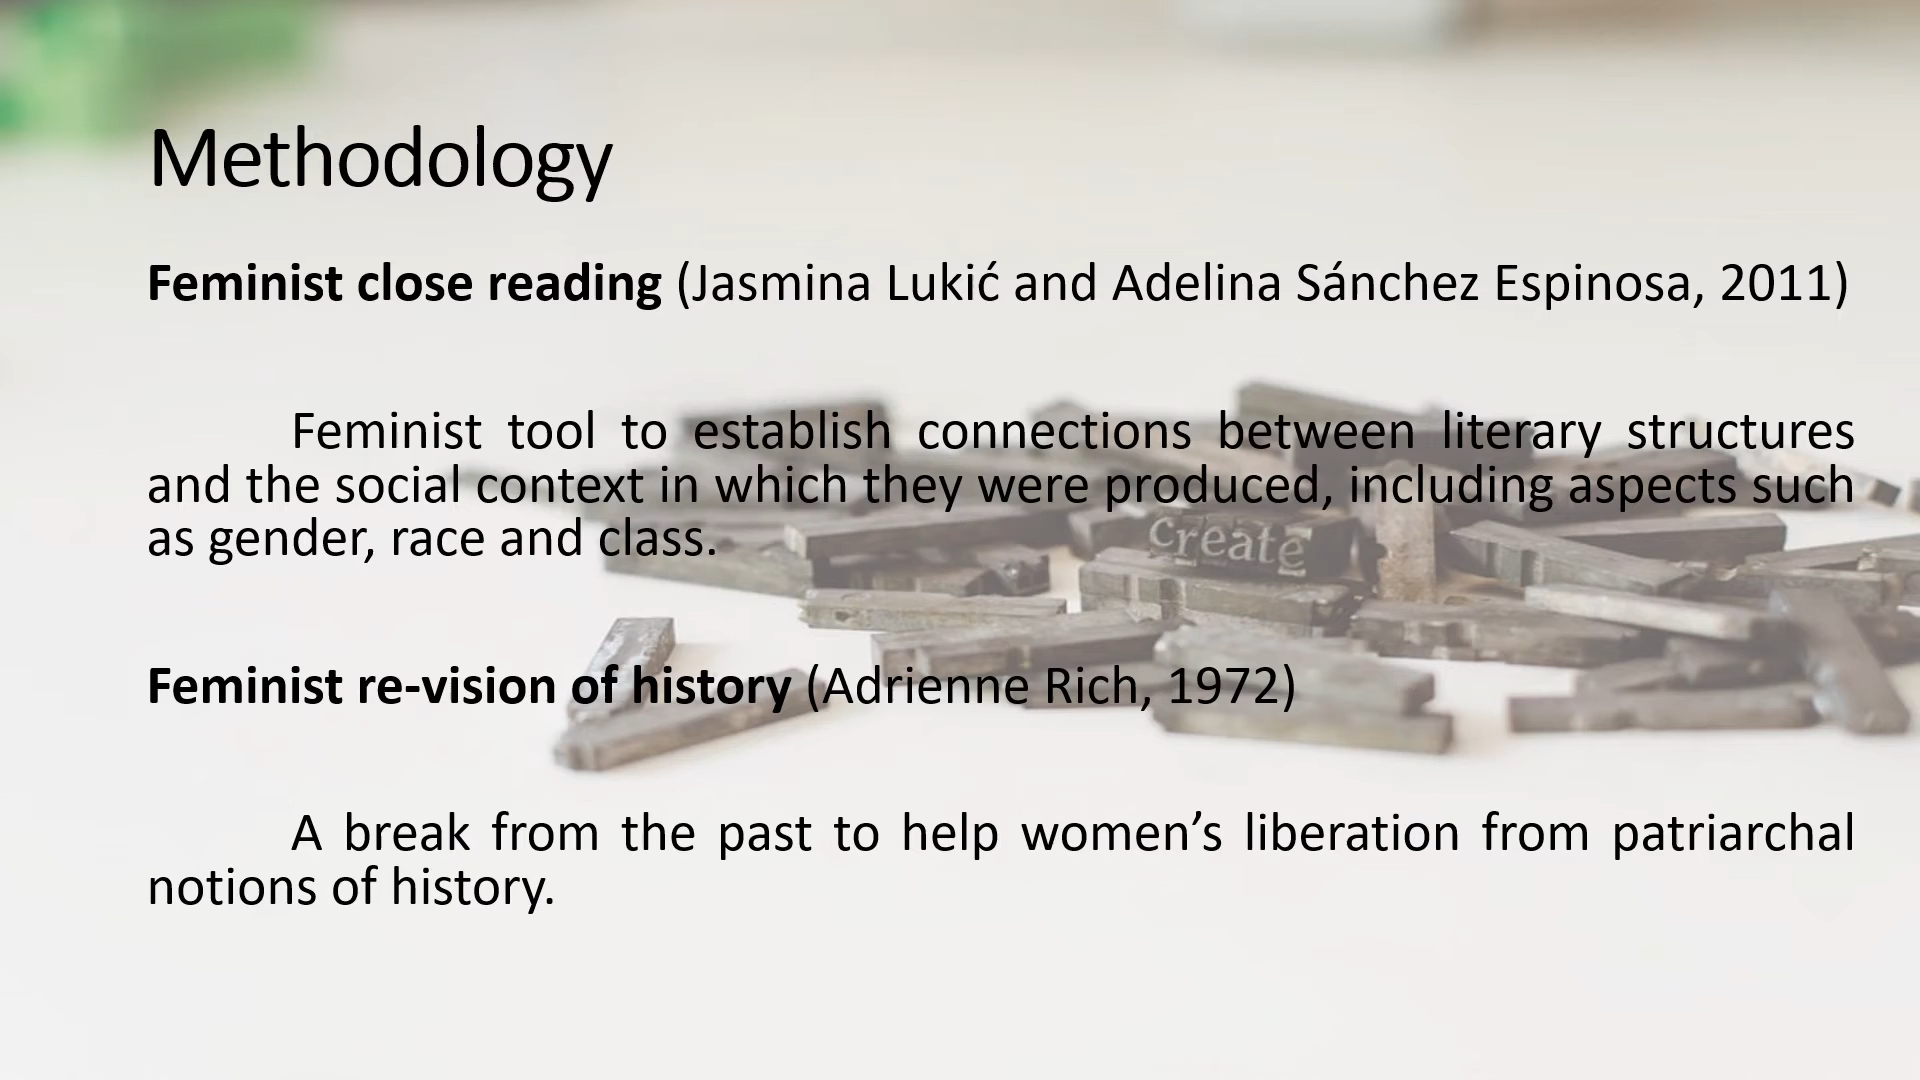 Methodology
Feminist close reading (Jasmina Lukić and Adelina Sánchez Espinosa, 2011)
Feminist tool to establish connections between literary structures
and the social context in which they were produced, including aspects such
as gender, race and class.
create
Feminist re-vision of history (Adrienne Rich, 1972)
A break from the past to help women’s liberation from patriarchal
notions of history.